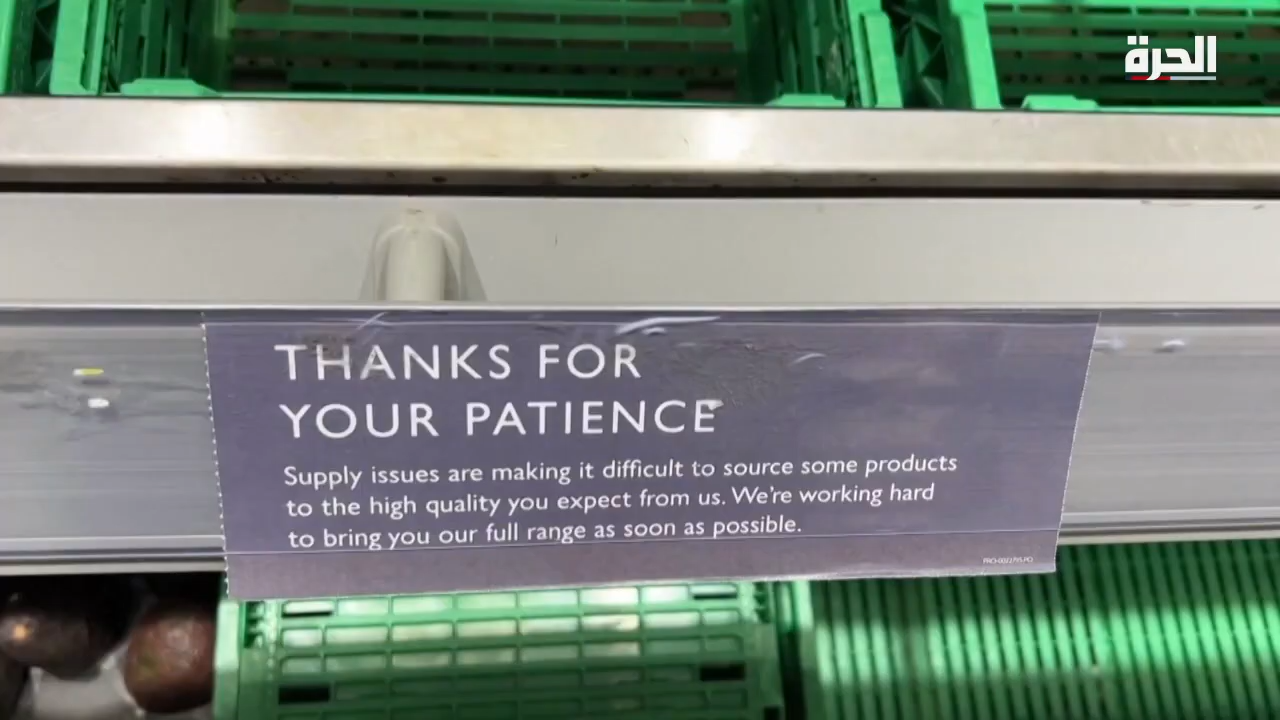 الحرة
THANKS FOR
YOUR PATIENCE
Supply issues are making it difficult to source some products
to the high quality you expect from us. We're working hard
to bring you our full range as soon as possible.